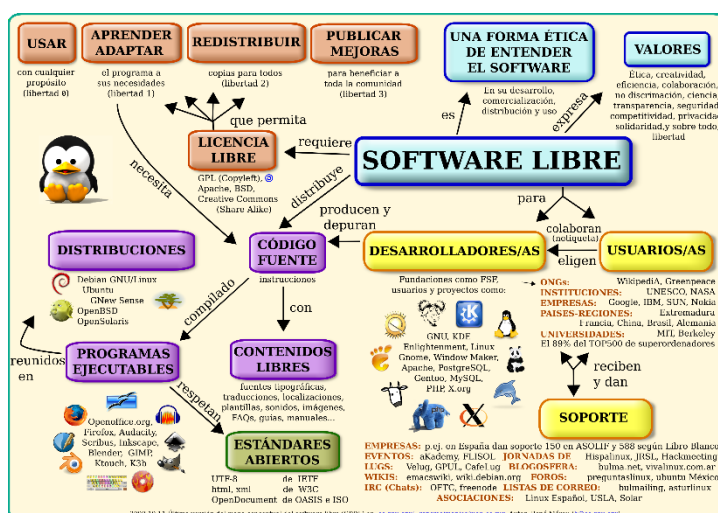 USAR
con cualquier
propósito
(libertad 0)
APRENDER
ADAPTAR
el programa a
sus necesidades
(libertad 1)
REDISTRIBUIR
copias para todos
(libertad 2)
PUBLICAR
MEJORAS
para beneficiar a
toda la comunidad
(libertad 3)
UNA FORMA ÉTICA
DE ENTENDER
EL SOFTWARE
En su desarrollo,
comercialización,
distribución y uso
VALORES
Ética, creatividad,
eficiencia, colaboración,
no discriminación, ciencia,
transparencia, seguridad,
competitividad, privacidad,
solidaridad,y sobre todo,
libertad
que permita
es
expresa
LICENCIA
LIBRE
GPL (Copyleft),
Apache, BSD,
Creative Commons
(Share Alike)
requiere
SOFTWARE LIBRE
necesita
distribuye
para
producen y
depuran
colaboran
(netiqueta)
eligen
DISTRIBUCIONES
Debian GNU/Linux
Ubuntu
GNew Sense
OpenBSD
OpenSolaris
CÓDIGO
FUENTE
instrucciones
DESARROLLADORES/AS
Fundaciones como FSF,
usuarios y proyectos como:
GNU, KDE
Enlightenment, Linux
Gnome, Window Maker,
Apache, PostgreSQL,
Gentoo, MySQL,
PHP, X.org
USUARIOS/AS
ONGs: WikipediA, Greenpeace
INSTITUCIONES: UNESCO, NASA
EMPRESAS: Google, IBM, SUN, Nokia
PAISES-REGIONES: Extremadura
Francia, China, Brasil, Alemania
UNIVERSIDADES: MIT, Berkeley
El 89% del TOP500 de superordenadores
compilado
con
reunidos
en
PROGRAMAS
EJECUTABLES
Openoffice.org,
Firefox, Audacity,
Scribus, Inkscape,
Blender, GIMP,
Ktouch, K3b
respetan
CONTENIDOS
LIBRES
fuentes tipográficas,
traducciones, localizaciones,
plantillas, sonidos, imágenes,
FAQs, guias, manuales...
ESTÁNDARES
ABIERTOS
UTF-8 de IETF
html, xml de W3C
OpenDocument de OASIS e ISO
reciben
y dan
SOPORTE
EMPRESAS: p.ej. en España dan soporte 150 en ASOLIF y 588 según Libro Blanco
EVENTOS: aKademy, FLISOL JORNADAS DE Hispalinux, JRSL, Hackmeeting
LUGS: Velug, GPUL, CafeLug BLOGOSFERA: bulma.net, vivalinux.com.ar
WIKIS: emacswiki, wiki.debian.org FOROS: preguntaslinux, ubuntu México
IRC (Chats): OFTC, freenode LISTAS DE CORREO: bulmailing, asturlinux
ASOCIACIONES: Linux Español, USLA, Solar